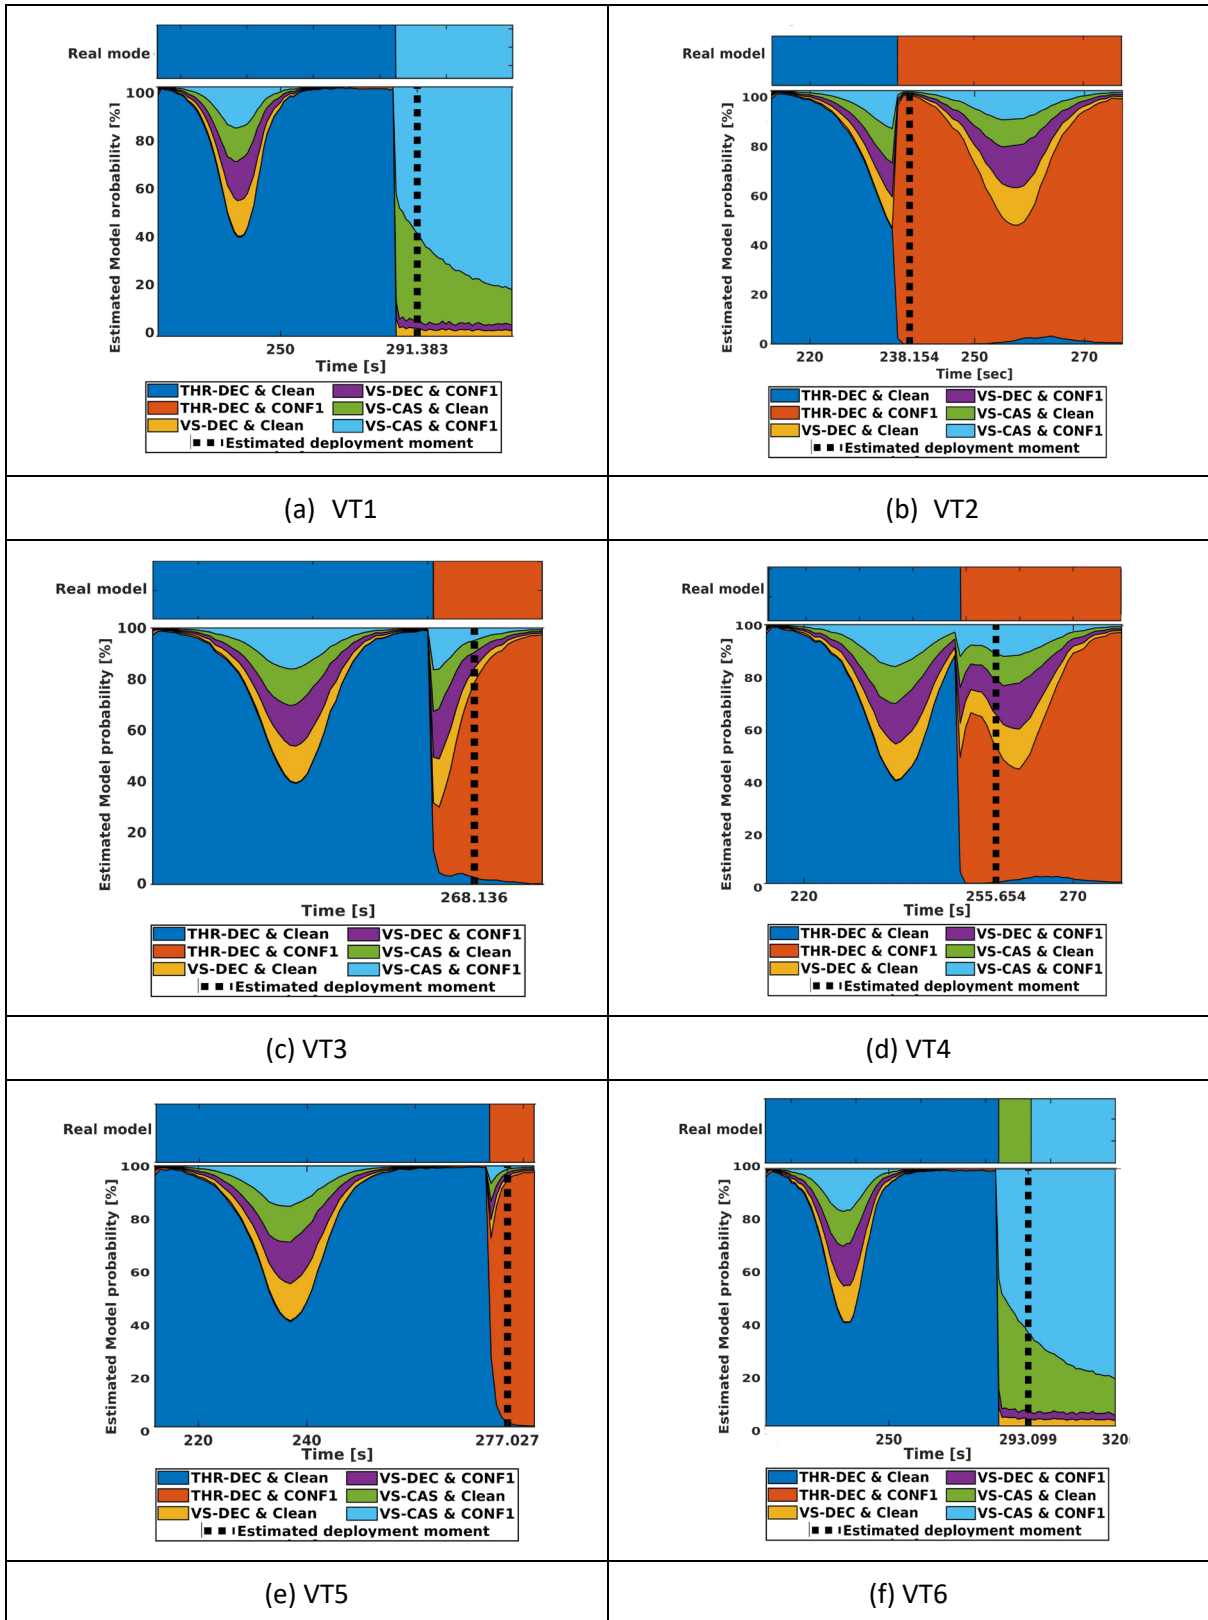 Real mode
Estimated Model probability [%]
100
80
60
40
20
0
250
291.383
Time [s]
THR-DEC & Clean
VS-DEC & CONF1
THR-DEC & CONF1
VS-CAS & Clean
VS-DEC & Clean
VS-CAS & CONF1
Estimated deployment moment
(a) VT1
Real model
Estimated Model probability [%]
100
80
60
40
20
0
220
238.154
250
270
Time [sec]
THR-DEC & Clean
VS-DEC & CONF1
THR-DEC & CONF1
VS-CAS & Clean
VS-DEC & Clean
VS-CAS & CONF1
Estimated deployment moment
(b) VT2
Real model
Estimated Model probability [%]
100
80
60
40
20
0
268.136
Time [s]
THR-DEC & Clean
VS-DEC & CONF1
THR-DEC & CONF1
VS-CAS & Clean
VS-DEC & Clean
VS-CAS & CONF1
Estimated deployment moment
(c) VT3
Real model
Estimated Model probability [%]
100
80
60
40
20
0
220
255.654
270
Time [s]
THR-DEC & Clean
VS-DEC & CONF1
THR-DEC & CONF1
VS-CAS & Clean
VS-DEC & Clean
VS-CAS & CONF1
Estimated deployment moment
(d) VT4
Real model
Estimated Model probability [%]
100
80
60
40
20
0
220
240
277.027
Time [s]
THR-DEC & Clean
VS-DEC & CONF1
THR-DEC & CONF1
VS-CAS & Clean
VS-DEC & Clean
VS-CAS & CONF1
Estimated deployment moment
(e) VT5
Real model
Estimated Model probability [%]
100
80
60
40
20
0
250
293.099
320
Time [s]
THR-DEC & Clean
VS-DEC & CONF1
THR-DEC & CONF1
VS-CAS & Clean
VS-DEC & Clean
VS-CAS & CONF1
Estimated deployment moment
(f) VT6